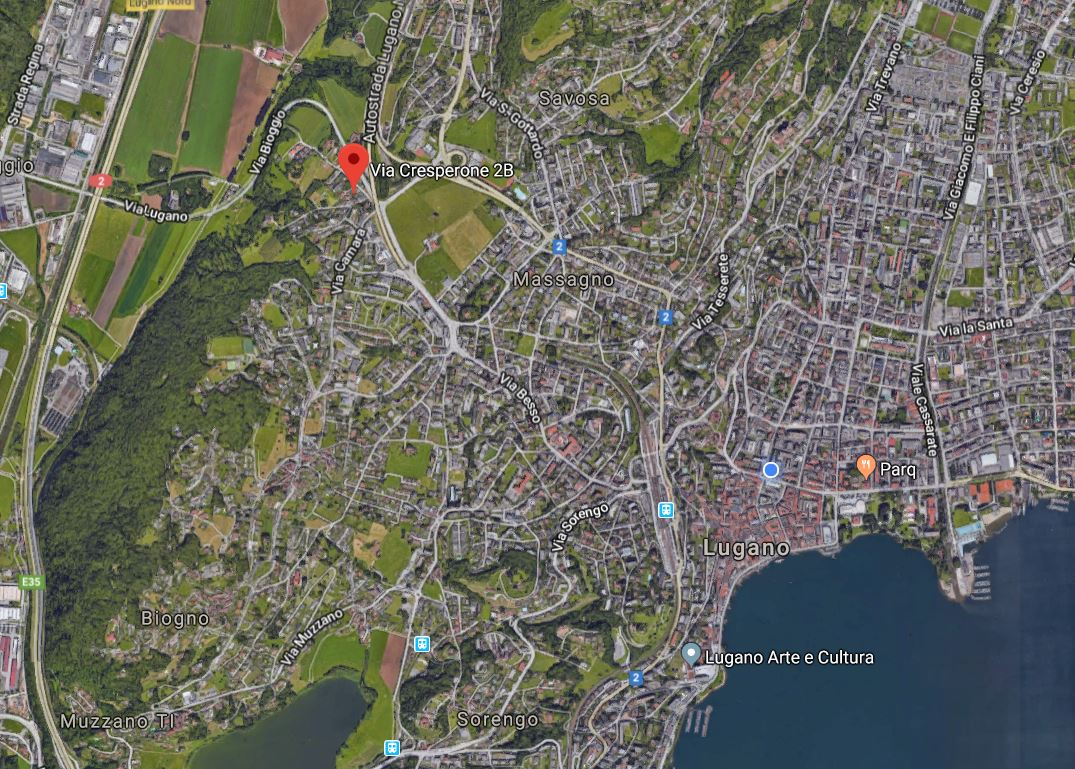 Lugano Nord
Strada Regina
Autostrada Lugano
Via S. Gottardo
Savosa
Via Trevano
Via Giacomo E Filippo Ciani
Via Ceresio
ggio
2
Via Bioggio
Via Cresperone 2B
Via Lugano
Via Camara
2
Massagno
2
Via Tesserete
Via la Santa
Via Besso
Viale Cassarate
Parq
Via Sorengo
Lugano
E35
Biogno
Via Muzzano
Lugano Arte e Cultura
2
Muzzano TI
Sorengo